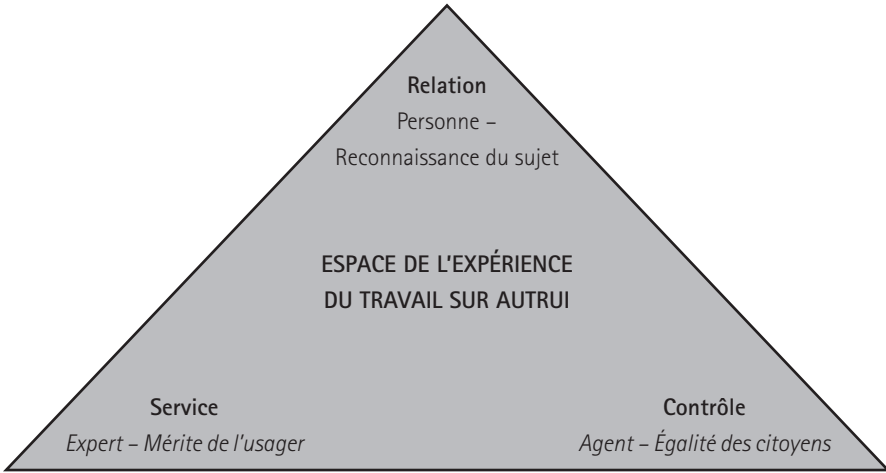 Relation
Personne –
Reconnaissance du sujet
ESPACE DE L'EXPÉRIENCE
DU TRAVAIL SUR AUTRUI
Service
Expert – Mérite de l'usager
Contrôle
Agent – Égalité des citoyens